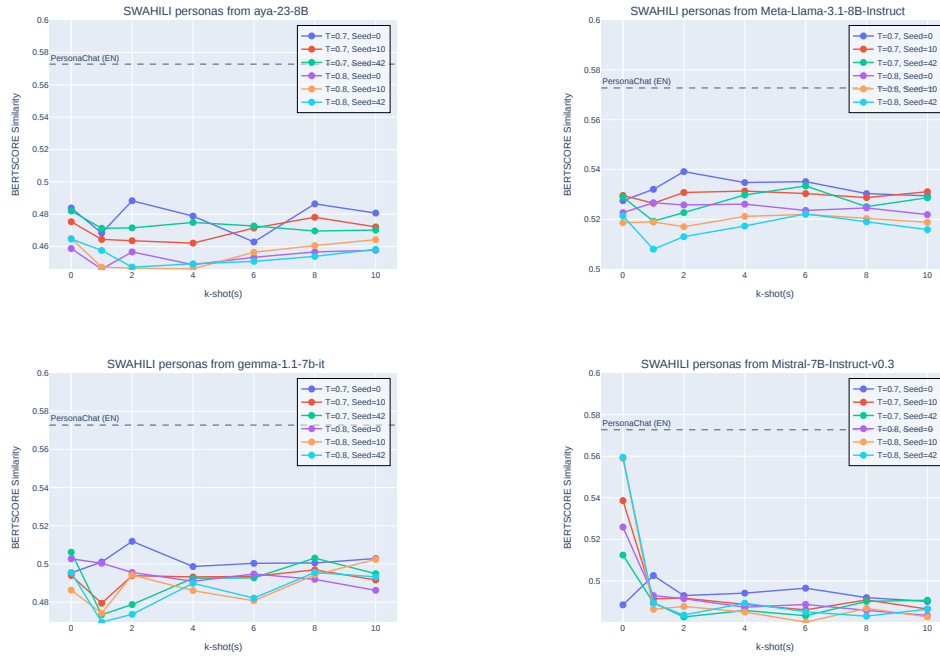 SWAHILI personas from aya-23-8B
0.6
0.58
0.56
0.54
0.52
0.5
0.48
0.46
BERTSCORE Similarity
PersonaChat (EN)
T=0.7, Seed=0
T=0.7, Seed=10
T=0.7, Seed=42
T=0.8, Seed=0
T=0.8, Seed=10
T=0.8, Seed=42
0 2 4 6 8 10
k-shot(s)
SWAHILI personas from Meta-Llama-3.1-8B-Instruct
0.6
0.58
0.56
0.54
0.52
0.5
BERTSCORE Similarity
PersonaChat (EN)
T=0.7, Seed=0
T=0.7, Seed=10
T=0.7, Seed=42
T=0.8, Seed=0
T=0.8, Seed=10
T=0.8, Seed=42
0 2 4 6 8 10
k-shot(s)
SWAHILI personas from gemma-1.1-7b-it
0.6
0.58
0.56
0.54
0.52
0.5
0.48
BERTSCORE Similarity
PersonaChat (EN)
T=0.7, Seed=0
T=0.7, Seed=10
T=0.7, Seed=42
T=0.8, Seed=0
T=0.8, Seed=10
T=0.8, Seed=42
0 2 4 6 8 10
k-shot(s)
SWAHILI personas from Mistral-7B-Instruct-v0.3
0.6
0.58
0.56
0.54
0.52
0.5
BERTSCORE Similarity
PersonaChat (EN)
T=0.7, Seed=0
T=0.7, Seed=10
T=0.7, Seed=42
T=0.8, Seed=0
T=0.8, Seed=10
T=0.8, Seed=42
0 2 4 6 8 10
k-shot(s)